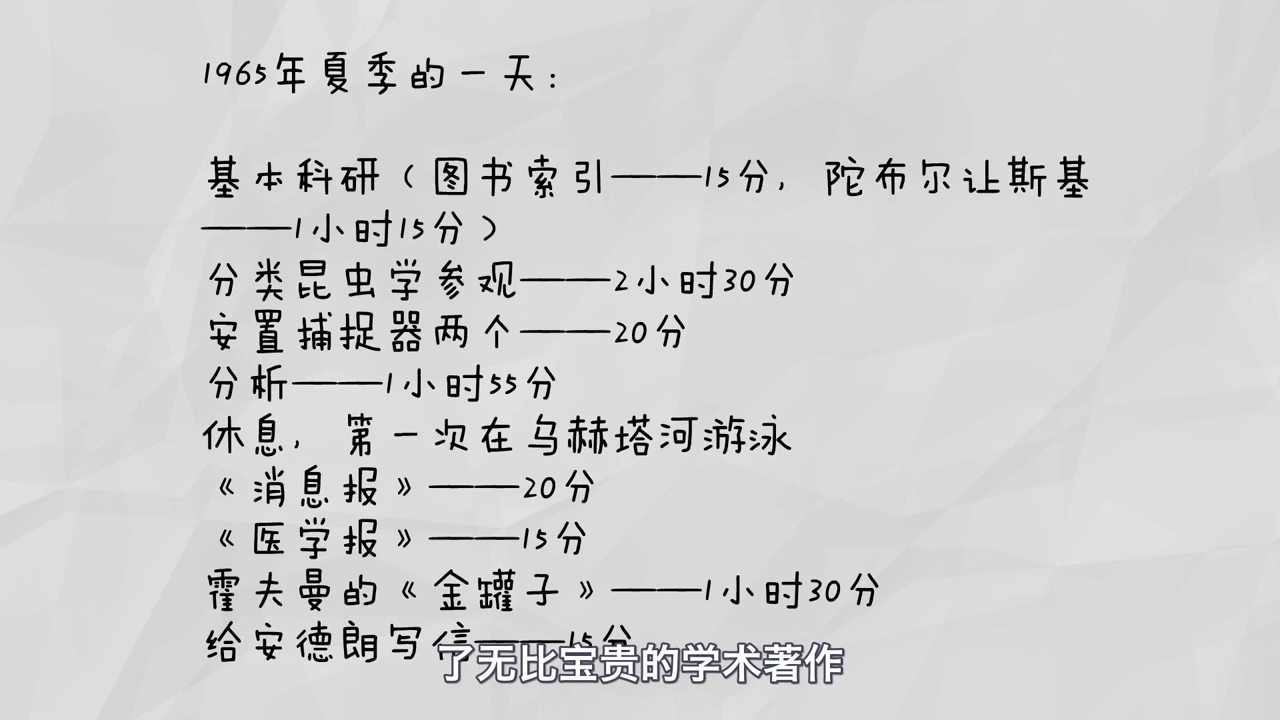 1965年夏季的一天：
基本科研（图书索引——15分，陀布尔让斯基
——1小时15分）
分类昆虫学参观——2小时30分
安置捕捉器两个——20分
分析——1小时55分
休息，第一次在乌赫塔河游泳
《消息报》——20分
《医学报》——15分
霍夫曼的《金罐子》——1小时30分
给安德朗写信——15分
了无比宝贵的学术著作